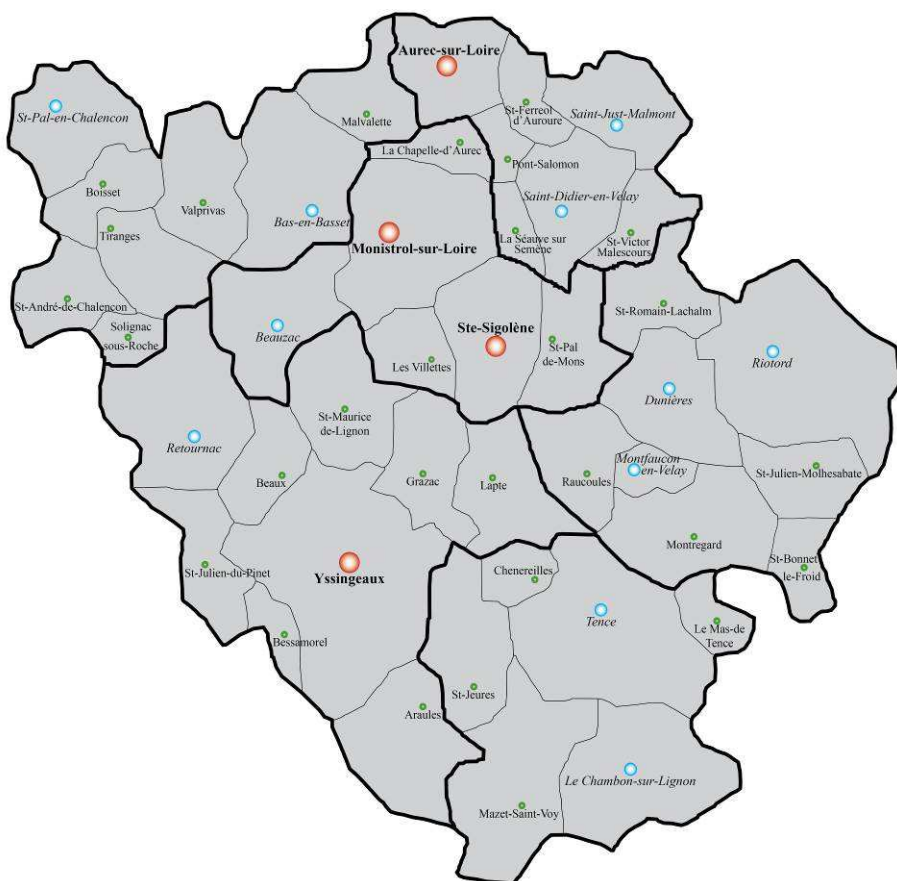 Aurec-sur-Loire
St-Pal-en-Chalencon
Malvalette
St-Ferreol
d'Auroure
Saint-Just-Malmont
La Chapelle-d'Aurec
Pont-Salomon
Boisset
Valprivas
Bas-en-Basset
Saint-Didier-en-Velay
Tiranges
Monistrol-sur-Loire
La Séauve sur
Semène
St-Victor
Malescours
St-André-de-Chalencon
Solignac
sous-Roche
Beauzac
Ste-Sigolène
St-Romain-Lachalm
Les Villettes
St-Pal
de-Mons
Riotord
Dunières
St-Maurice
de-Lignon
Retournac
Beaux
Grazac
Lapte
Raucoules
Montfaucon
en-Velay
St-Julien-Molhesabate
Montregard
St-Bonnet
le-Froid
St-Julien-du-Pinet
Yssingeaux
Chenereilles
Tence
Le Mas-de
Tence
Bessamorel
St-Jeures
Araules
Le Chambon-sur-Lignon
Mazet-Saint-Voy